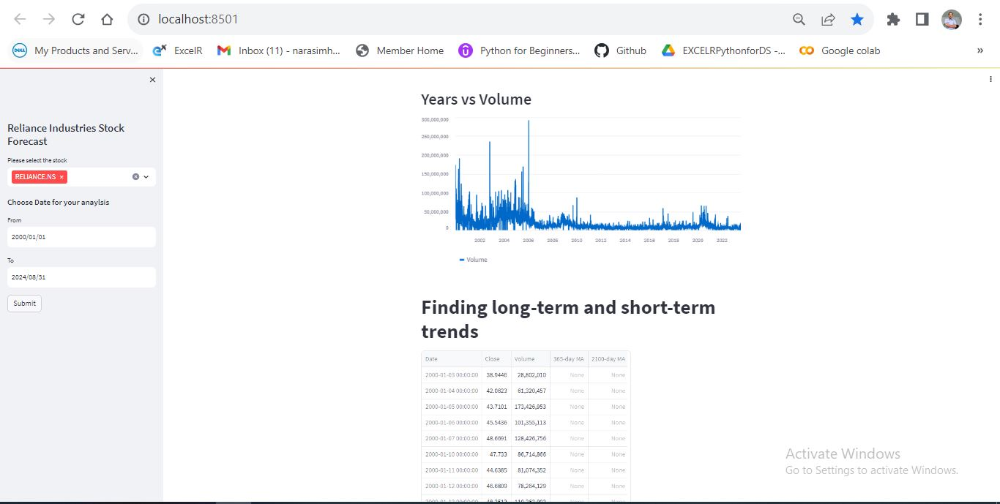 localhost:8501
My Products and Serv...
ExcelR
Inbox (11) - narasimh...
Member Home
Python for Beginners...
Github
EXCELRPythonforDS -...
Google colab
»
Reliance Industries Stock
Forecast
Please select the stock
RELIANCE.NS ×
Choose Date for your anaylsis
From
2000/01/01
To
2024/08/31
Submit
Years vs Volume
300,000,000
250,000,000
200,000,000
150,000,000
100,000,000
50,000,000
0
2002 2004 2006 2008 2010 2012 2014 2016 2018 2020 2022
Volume
Finding long-term and short-term
trends
Date Close Volume 365-day MA 2100-day MA
2000-01-03 00:00:00 38.9446 28,802,010 None None
2000-01-04 00:00:00 42.0623 61,320,457 None None
2000-01-05 00:00:00 43.7101 173,426,953 None None
2000-01-06 00:00:00 45.5436 101,355,113 None None
2000-01-07 00:00:00 48.6691 128,426,756 None None
2000-01-10 00:00:00 47.733 86,714,866 None None
2000-01-11 00:00:00 44.6385 81,074,352 None None
2000-01-12 00:00:00 46.6809 78,264,129 None None
Activate Windows
Go to Settings to activate Windows.